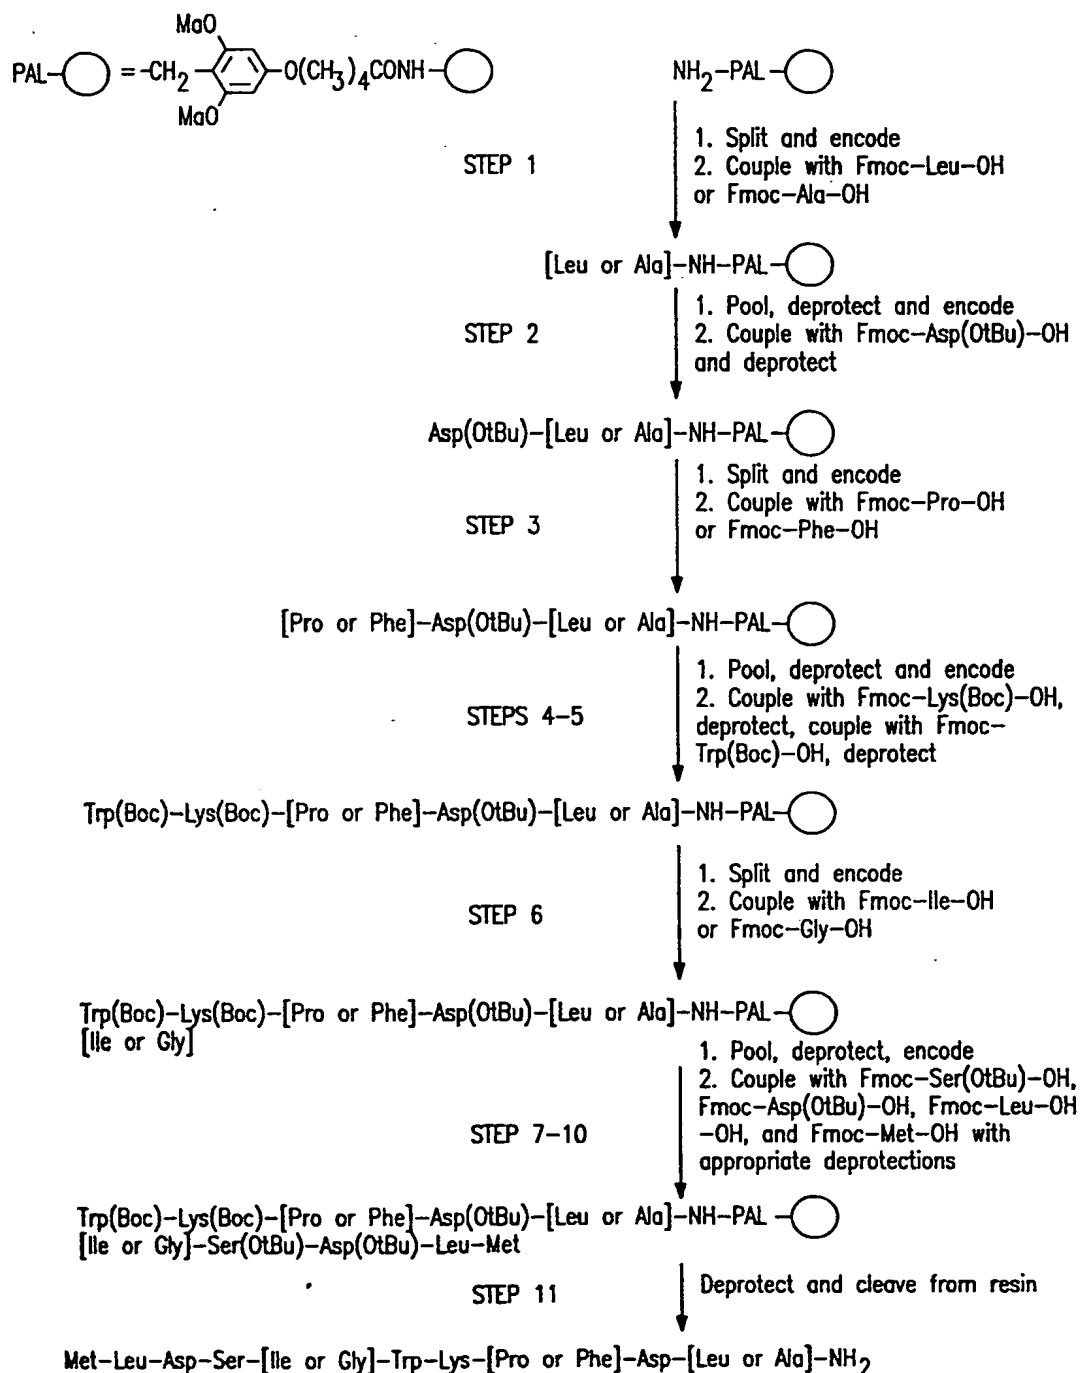 MaO
PAL-◯ = -CH2 -O(CH3)4CONH-◯
MaO
NH2-PAL-◯
STEP 1
1. Split and encode
2. Couple with Fmoc-Leu-OH
or Fmoc-Ala-OH
[Leu or Ala]-NH-PAL-◯
STEP 2
1. Pool, deprotect and encode
2. Couple with Fmoc-Asp(OtBu)-OH
and deprotect
Asp(OtBu)-[Leu or Ala]-NH-PAL-◯
STEP 3
1. Split and encode
2. Couple with Fmoc-Pro-OH
or Fmoc-Phe-OH
[Pro or Phe]-Asp(OtBu)-[Leu or Ala]-NH-PAL-◯
STEPS 4-5
1. Pool, deprotect and encode
2. Couple with Fmoc-Lys(Boc)-OH,
deprotect, couple with Fmoc-
Trp(Boc)-OH, deprotect
Trp(Boc)-Lys(Boc)-[Pro or Phe]-Asp(OtBu)-[Leu or Ala]-NH-PAL-◯
STEP 6
1. Split and encode
2. Couple with Fmoc-Ile-OH
or Fmoc-Gly-OH
Trp(Boc)-Lys(Boc)-[Pro or Phe]-Asp(OtBu)-[Leu or Ala]-NH-PAL-◯
[Ile or Gly]
STEP 7-10
1. Pool, deprotect, encode
2. Couple with Fmoc-Ser(OtBu)-OH,
Fmoc-Asp(OtBu)-OH, Fmoc-Leu-OH
-OH, and Fmoc-Met-OH with
appropriate deprotections
Trp(Boc)-Lys(Boc)-[Pro or Phe]-Asp(OtBu)-[Leu or Ala]-NH-PAL-◯
[Ile or Gly]-Ser(OtBu)-Asp(OtBu)-Leu-Met
STEP 11
Deprotect and cleave from resin
Met-Leu-Asp-Ser-[Ile or Gly]-Trp-Lys-[Pro or Phe]-Asp-[Leu or Ala]-NH2